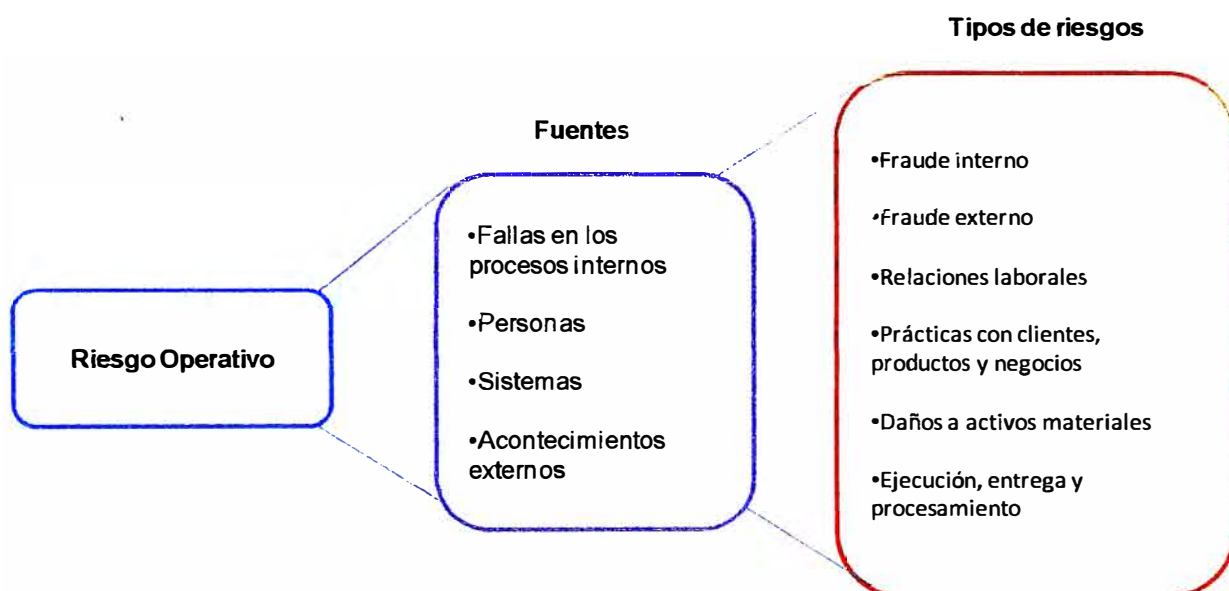 Tipos de riesgos
Fuentes
Riesgo Operativo
•Fallas en los
procesos internos
•Personas
•Sistemas
•Acontecimientos
externos
•Fraude interno
•Fraude externo
•Relaciones laborales
•Prácticas con clientes,
productos y negocios
•Daños a activos materiales
•Ejecución, entrega y
procesamiento